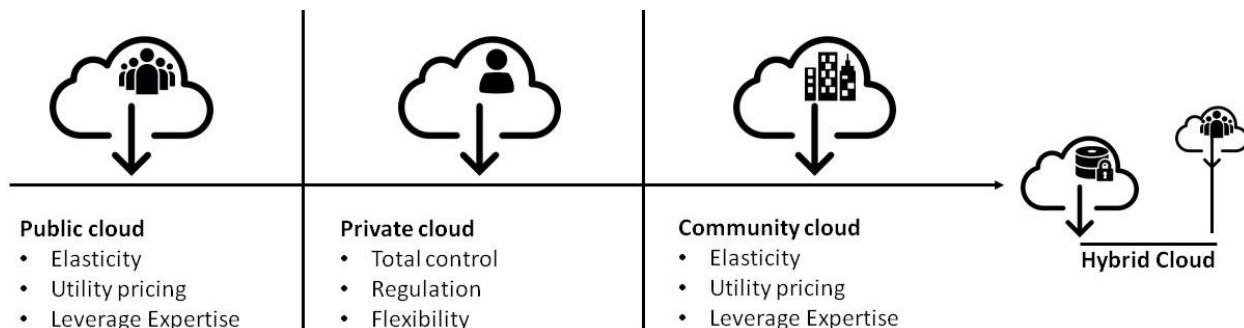 Public cloud
• Elasticity
• Utility pricing
• Leverage Expertise
Private cloud
• Total control
• Regulation
• Flexibility
Community cloud
• Elasticity
• Utility pricing
• Leverage Expertise
Hybrid Cloud